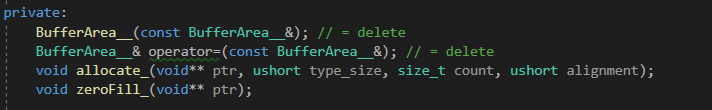 private:
BufferArea__(const BufferArea__&); // = delete
BufferArea__& operator=(const BufferArea__&); // = delete
void allocate_(void** ptr, ushort type_size, size_t count, ushort alignment);
void zeroFill_(void** ptr);